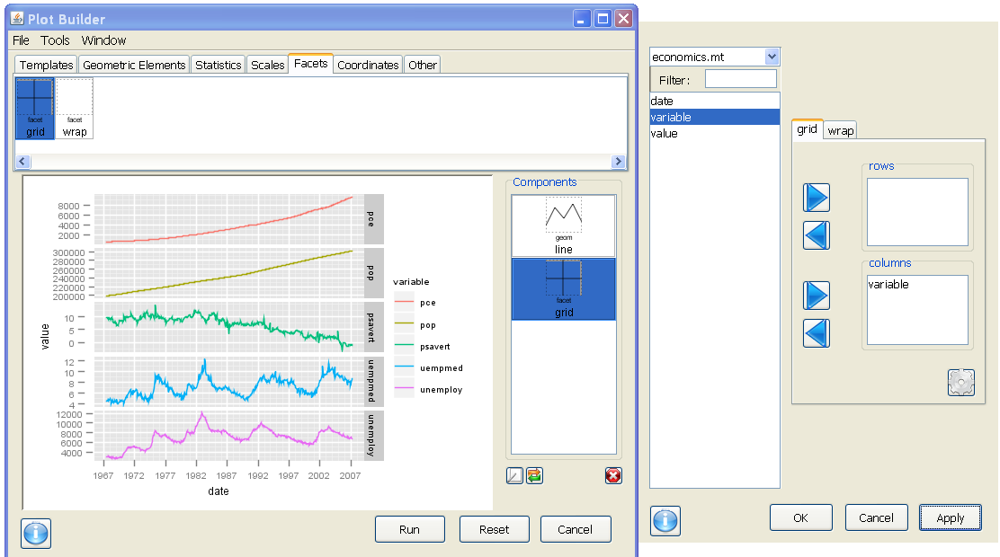 Plot Builder
File Tools Window
Templates Geometric Elements Statistics Scales Facets Coordinates Other
facet
grid
facet
wrap
8000
6000
4000
2000
pce
300000
280000
260000
240000
220000
200000
pop
10
5
0
psavert
12
10
8
6
4
uempmed
12000
10000
8000
6000
4000
unemploy
value
1967 1972 1977 1982 1987 1992 1997 2002 2007
date
variable
pce
pop
psavert
uempmed
unemploy
Components
geom
line
facet
grid
Run Reset Cancel
economics.mt
Filter:
date
variable
value
grid wrap
rows
columns
variable
OK Cancel Apply